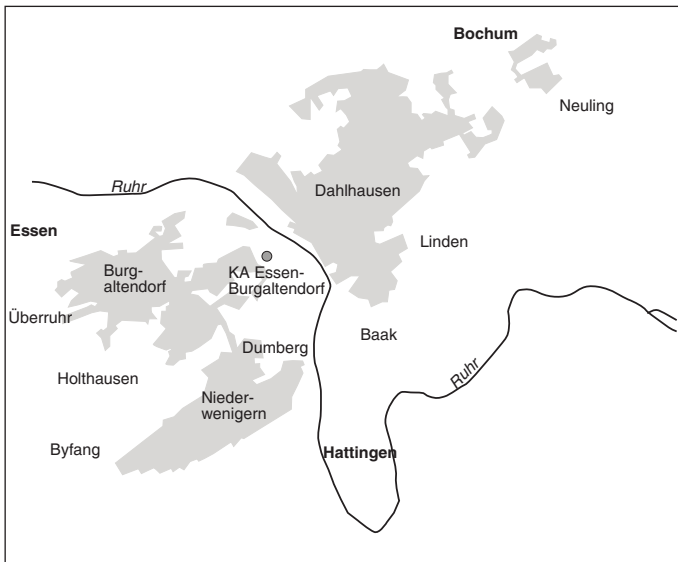 Bochum
Neuling
Dahlhausen
Ruhr
Essen
Linden
Burg-
altendorf
KA Essen-
Burgaltendorf
Überruhr
Baak
Dumberg
Holthausen
Ruhr
Nieder-
wenigern
Byfang
Hattingen